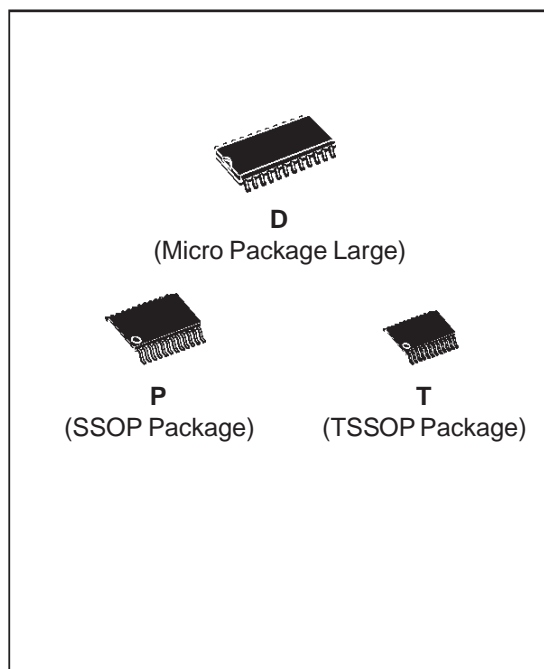 D
(Micro Package Large)
P
(SSOP Package)
T
(TSSOP Package)